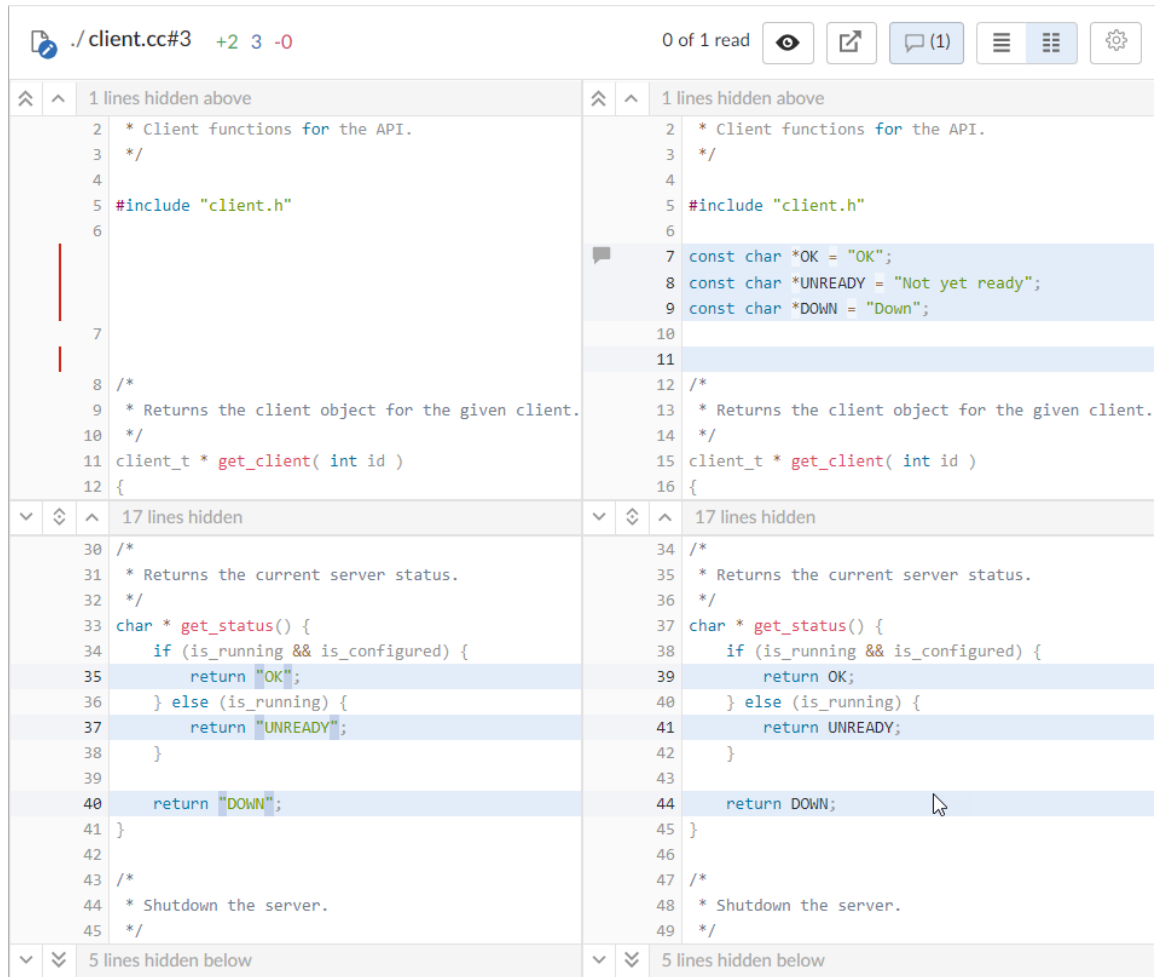 ./ client.cc#3 +2 3 -0 0 of 1 read (1)
1 lines hidden above
2 * Client functions for the API.
3 */
4
5 #include "client.h"
6
7
8 /*
9 * Returns the client object for the given client.
10 */
11 client_t * get_client( int id )
12 {
17 lines hidden
30 /*
31 * Returns the current server status.
32 */
33 char * get_status() {
34 if (is_running && is_configured) {
35 return "OK";
36 } else (is_running) {
37 return "UNREADY";
38 }
39
40 return "DOWN";
41 }
42
43 /*
44 * Shutdown the server.
45 */
5 lines hidden below
1 lines hidden above
2 * Client functions for the API.
3 */
4
5 #include "client.h"
6
7 const char *OK = "OK";
8 const char *UNREADY = "Not yet ready";
9 const char *DOWN = "Down";
10
11
12 /*
13 * Returns the client object for the given client.
14 */
15 client_t * get_client( int id )
16 {
17 lines hidden
34 /*
35 * Returns the current server status.
36 */
37 char * get_status() {
38 if (is_running && is_configured) {
39 return OK;
40 } else (is_running) {
41 return UNREADY;
42 }
43
44 return DOWN;
45 }
46
47 /*
48 * Shutdown the server.
49 */
5 lines hidden below